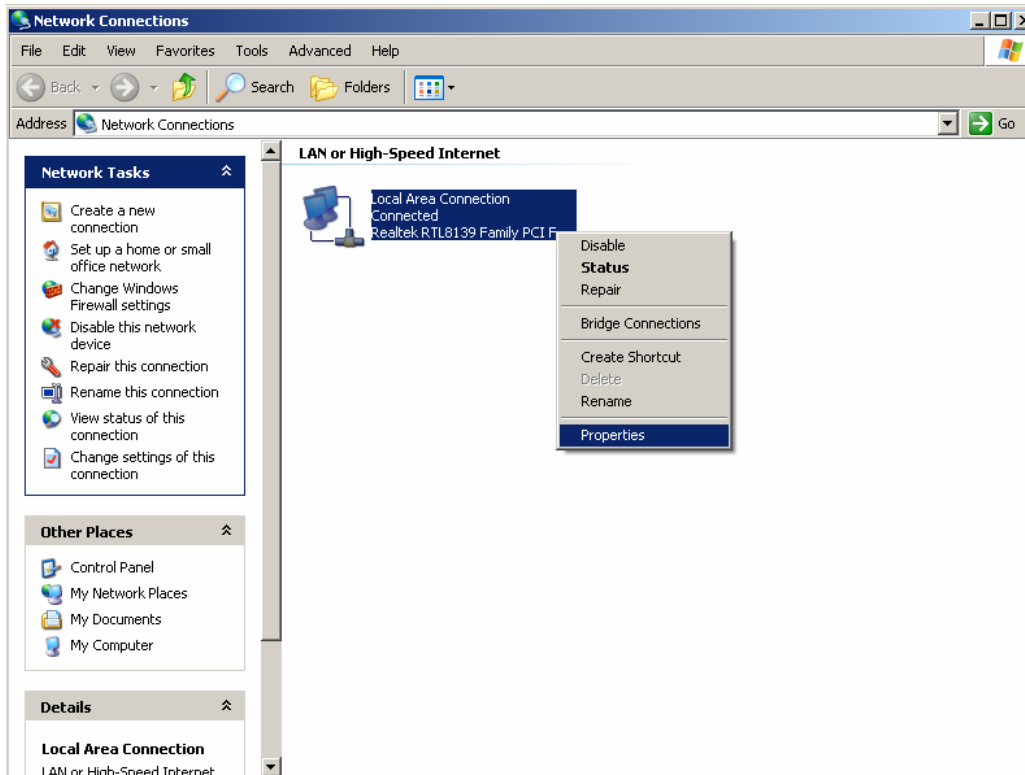 Network Connections
File Edit View Favorites Tools Advanced Help
Back Search Folders
Address Network Connections Go
Network Tasks
Create a new
connection
Set up a home or small
office network
Change Windows
Firewall settings
Disable this network
device
Repair this connection
Rename this connection
View status of this
connection
Change settings of this
connection
Other Places
Control Panel
My Network Places
My Documents
My Computer
Details
Local Area Connection
LAN or High-Speed Internet
LAN or High-Speed Internet
Local Area Connection
Connected
Realtek RTL8139 Family PCI F...
Disable
Status
Repair
Bridge Connections
Create Shortcut
Delete
Rename
Properties